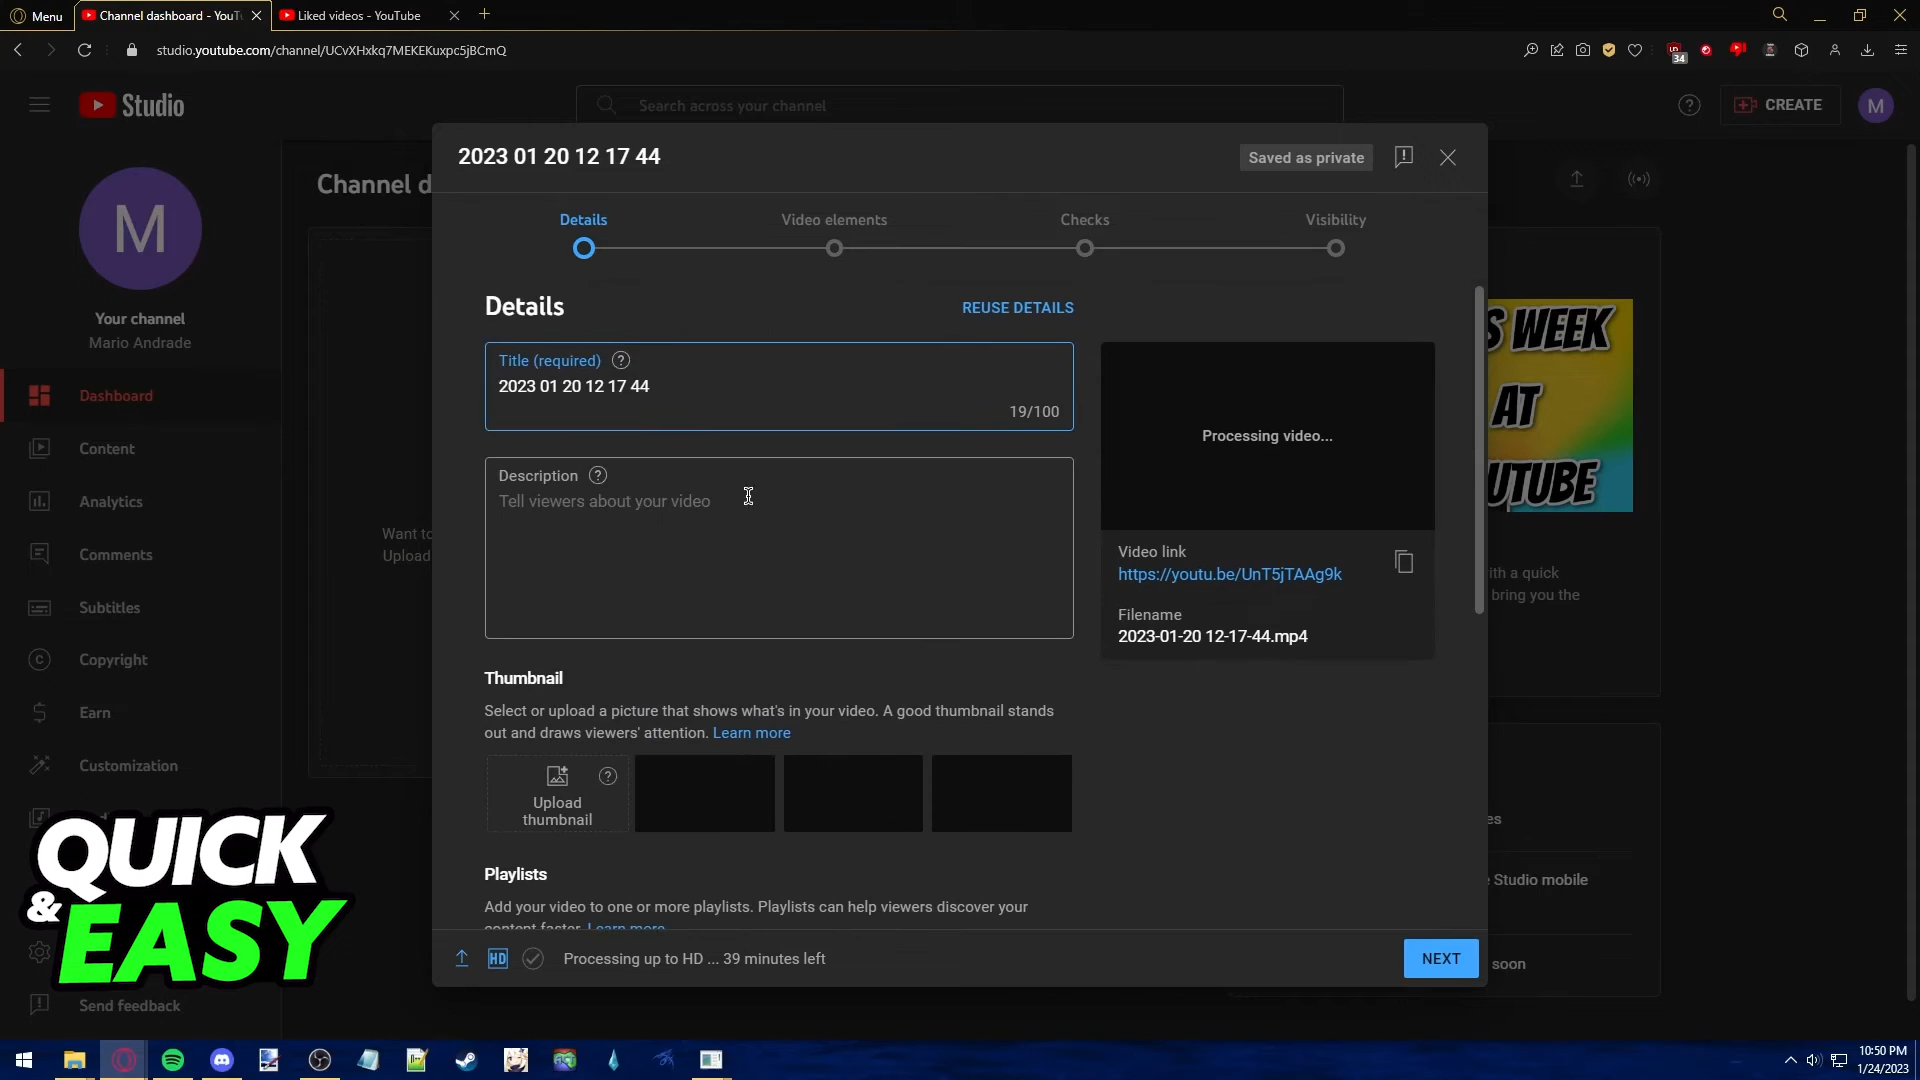 Menu
Channel dashboard - YouT
Liked videos - YouTube
studio.youtube.com/channel/UCvXHxkq7MEKEKuxpc5jBCmQ
34
Studio
Search across your channel
CREATE
M
M
Your channel
Mario Andrade
Dashboard
Content
Analytics
Comments
Subtitles
Copyright
Earn
Customization
Send feedback
Channel d
Want to
Upload
2023 01 20 12 17 44
Saved as private
Details
Video elements
Checks
Visibility
Details
REUSE DETAILS
Title (required)
2023 01 20 12 17 44
19/100
Description
Tell viewers about your video
Processing video...
Video link
https://youtu.be/UnT5jTAAg9k
Filename
2023-01-20 12-17-44.mp4
Thumbnail
Select or upload a picture that shows what's in your video. A good thumbnail stands
out and draws viewers' attention. Learn more
Upload
thumbnail
Playlists
Add your video to one or more playlists. Playlists can help viewers discover your
content faster. Learn more
HD
Processing up to HD ... 39 minutes left
NEXT
S WEEK
AT
UTUBE
ith a quick
bring you the
es
e Studio mobile
soon
QUICK
& EASY
10:50 PM
1/24/2023